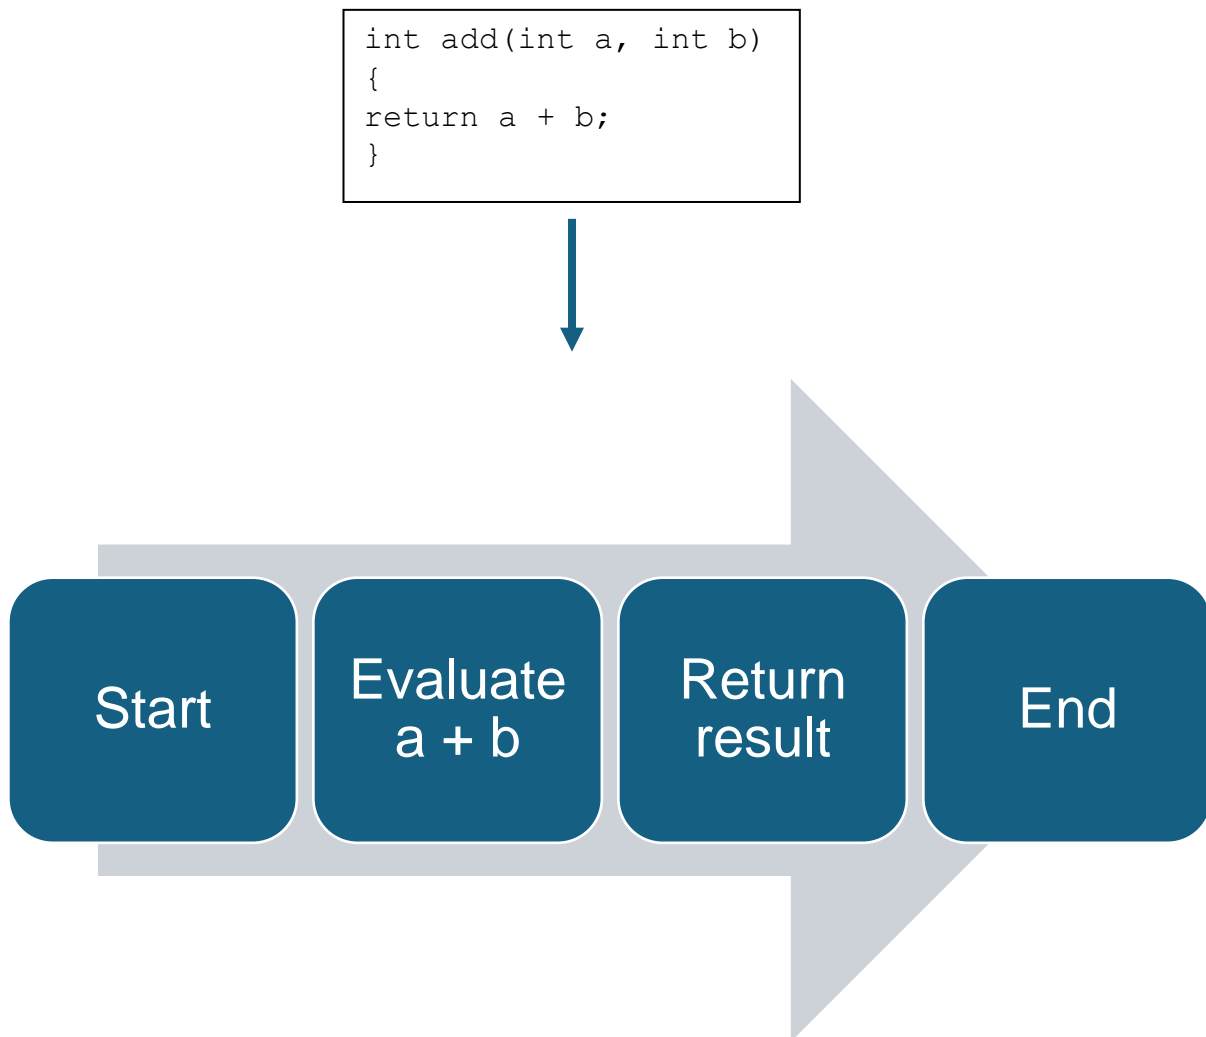 int add(int a, int b)
{
return a + b;
}
Start
Evaluate
a + b
Return
result
End